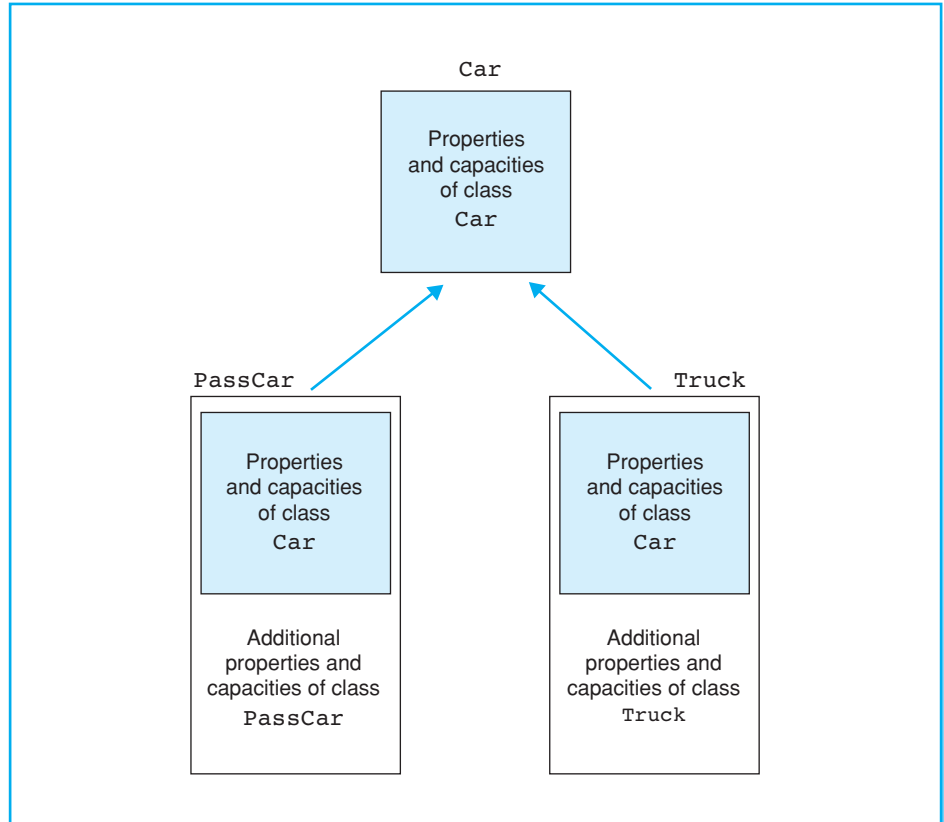 Car
Properties
and capacities
of class
Car
PassCar
Properties
and capacities
of class
Car
Additional
properties and
capacities of class
PassCar
Truck
Properties
and capacities
of class
Car
Additional
properties and
capacities of class
Truck